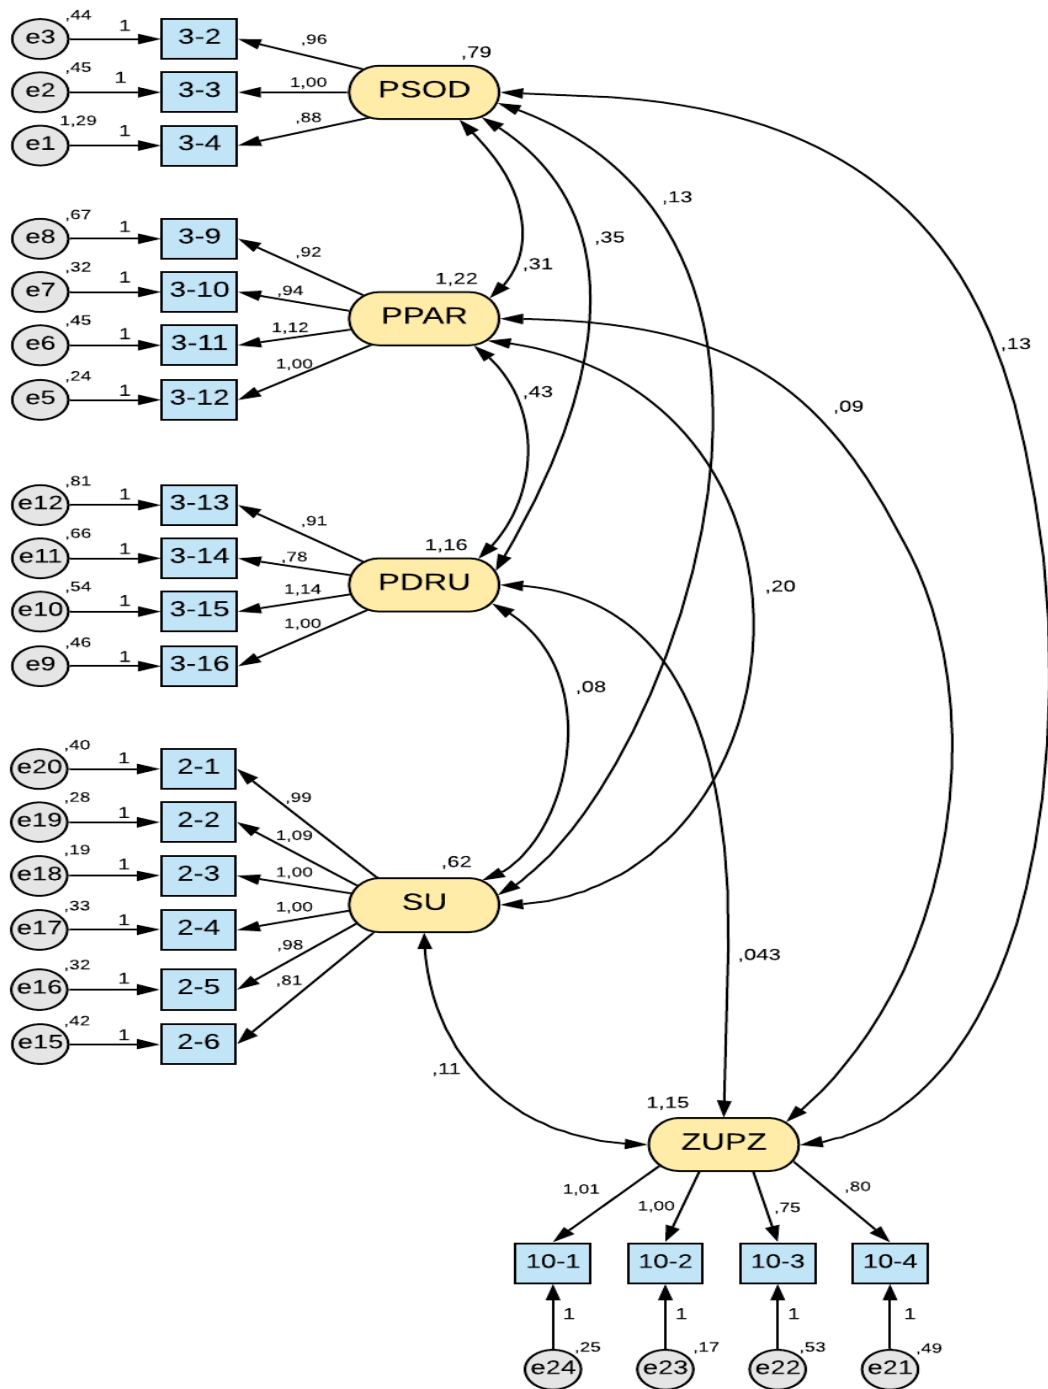 e3 ,44 1 3-2 ,96
e2 ,45 1 3-3 1,00
e1 1,29 1 3-4 ,88
,79
PSOD
e8 ,67 1 3-9 ,92
e7 ,32 1 3-10 ,94
e6 ,45 1 3-11 1,12
e5 ,24 1 3-12 1,00
1,22
PPAR
e12 ,81 1 3-13 ,91
e11 ,66 1 3-14 ,78
e10 ,54 1 3-15 1,14
e9 ,46 1 3-16 1,00
1,16
PDRU
e20 ,40 1 2-1 ,99
e19 ,28 1 2-2 1,09
e18 ,19 1 2-3 1,00
e17 ,33 1 2-4 1,00
e16 ,32 1 2-5 ,98
e15 ,42 1 2-6 ,81
,62
SU
,13
,35
,31
,13
,09
,43
,20
,08
,043
,11
1,15
ZUPZ
1,01 1,00 ,75 ,80
10-1 10-2 10-3 10-4
1 1 1 1
e24 ,25 e23 ,17 e22 ,53 e21 ,49